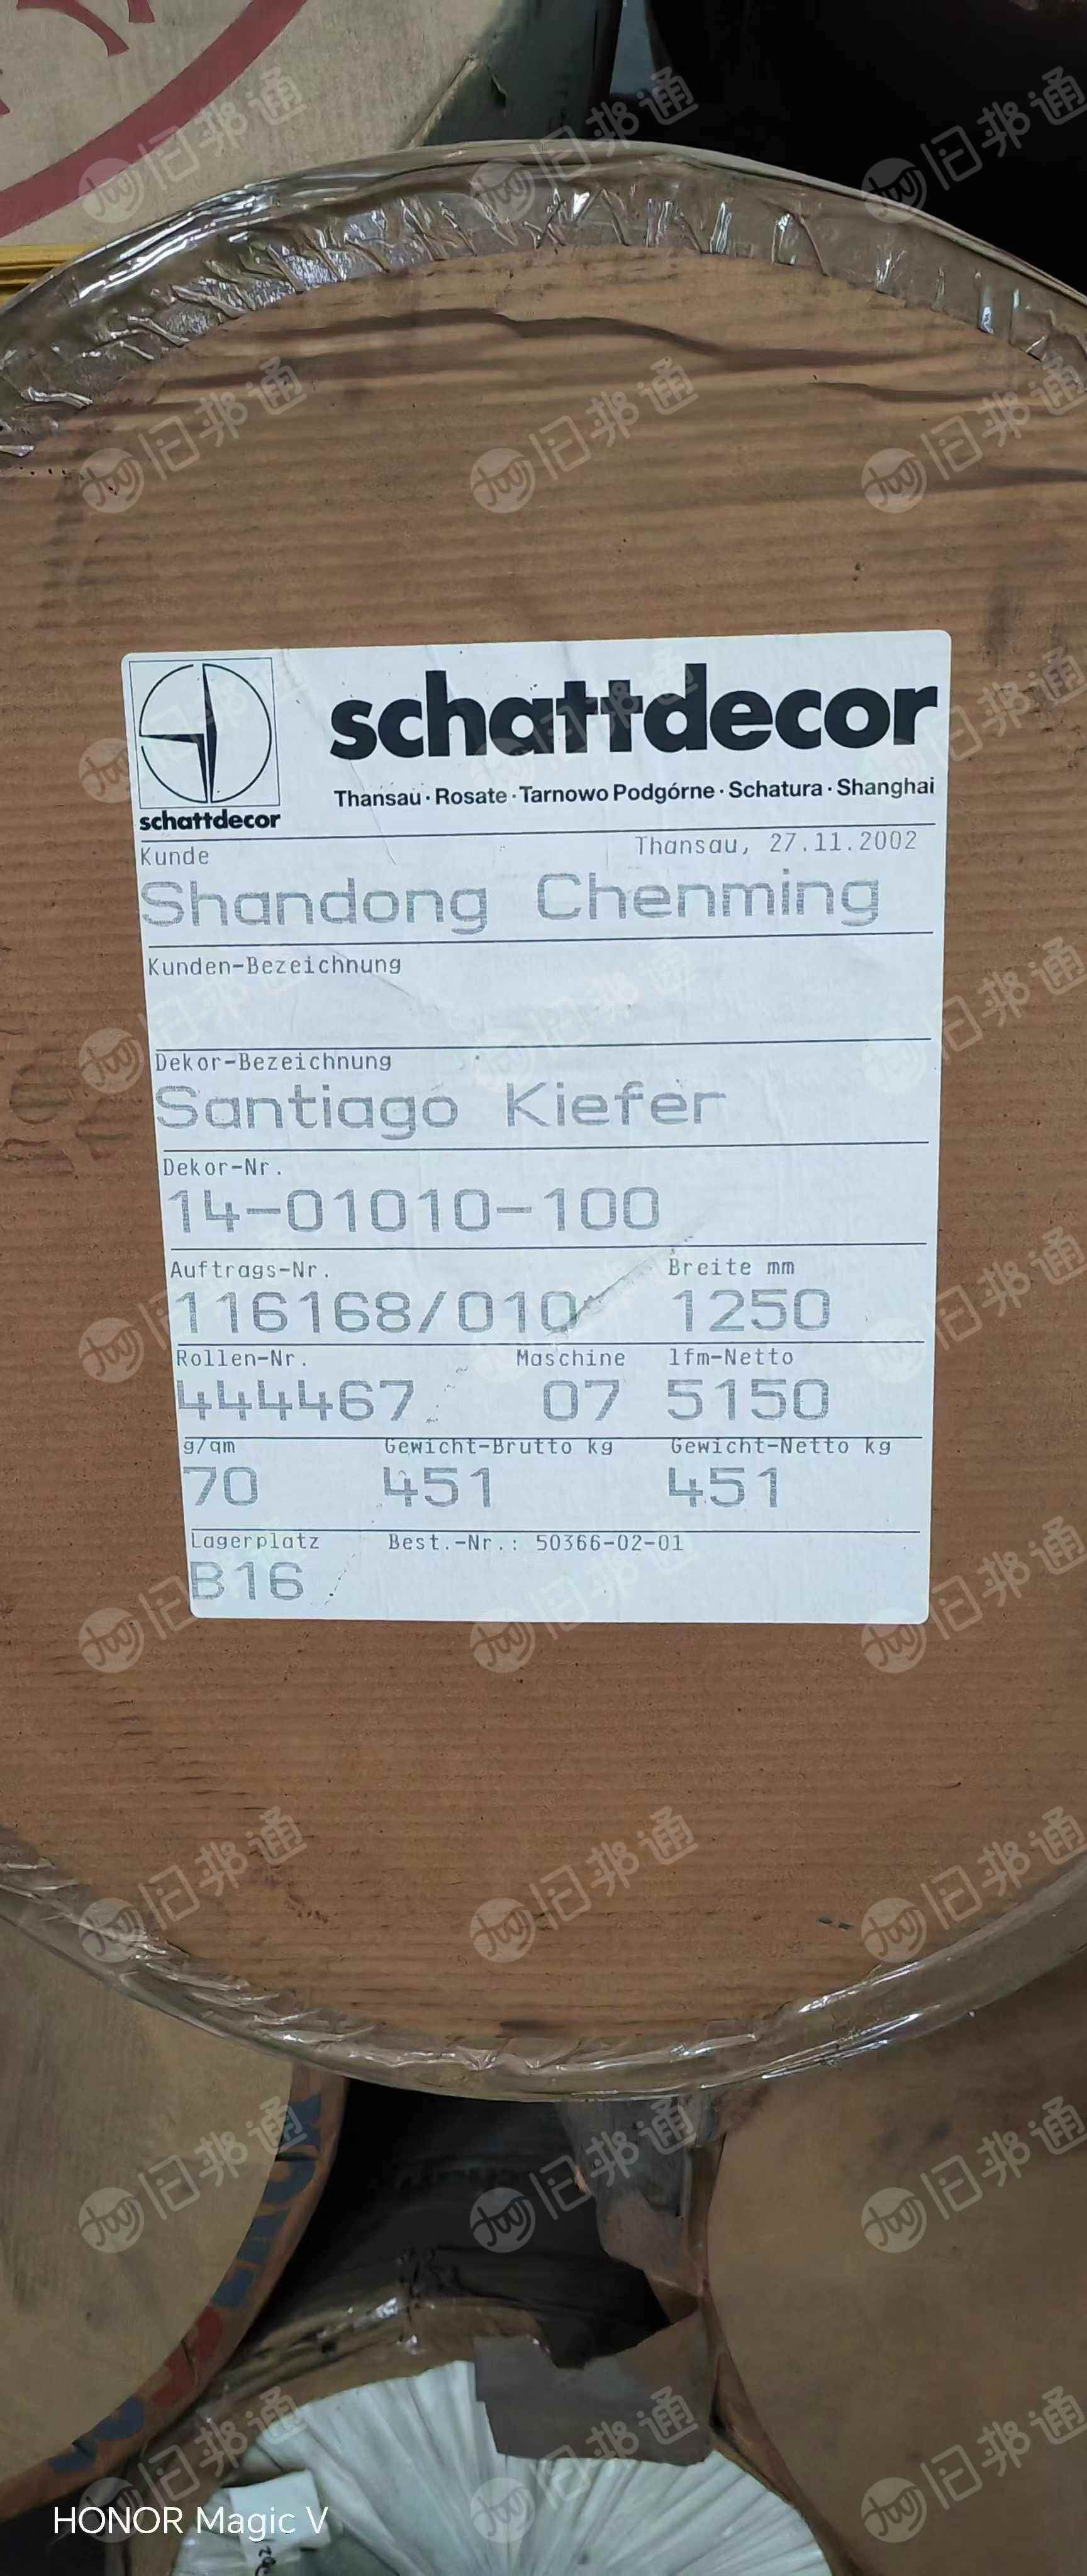 schattdecor
schattdecor
Thansau · Rosate · Tarnowo Podgórne · Schatura · Shanghai
Kunde
Thansau, 27.11.2002
Shandong Chenming
Kunden-Bezeichnung
Dekor-Bezeichnung
Santiago Kiefer
Dekor-Nr.
14-01010-100
Auftrags-Nr. Breite mm
116168/010 1250
Rollen-Nr. Maschine lfm-Netto
444467 07 5150
g/qm Gewicht-Brutto kg Gewicht-Netto kg
70 451 451
Lagerplatz Best.-Nr.: 50366-02-01
B16
HONOR Magic V
旧邦通